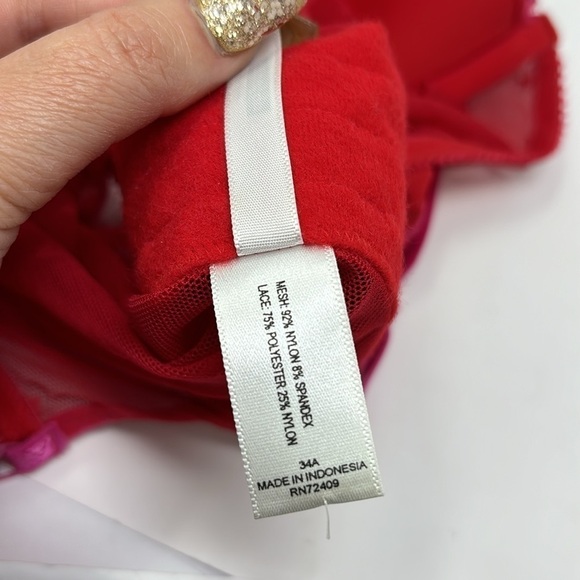 MESH: 92% NYLON 8% SPANDEX
LACE: 75% POLYESTER 25% NYLON
34A
MADE IN INDONESIA
RN72409